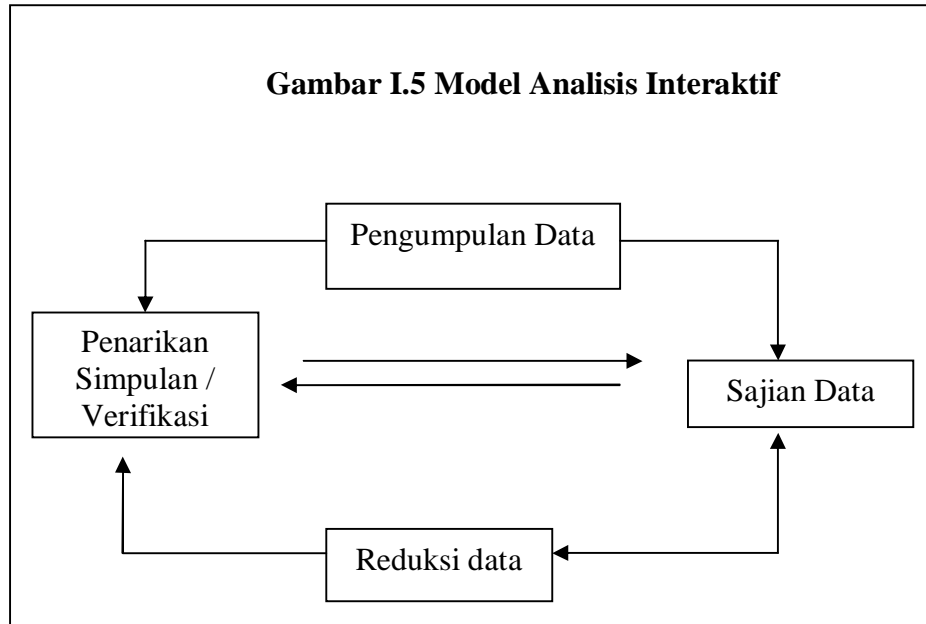 Gambar I.5 Model Analisis Interaktif
Pengumpulan Data
Penarikan
Simpulan /
Verifikasi
Sajian Data
Reduksi data